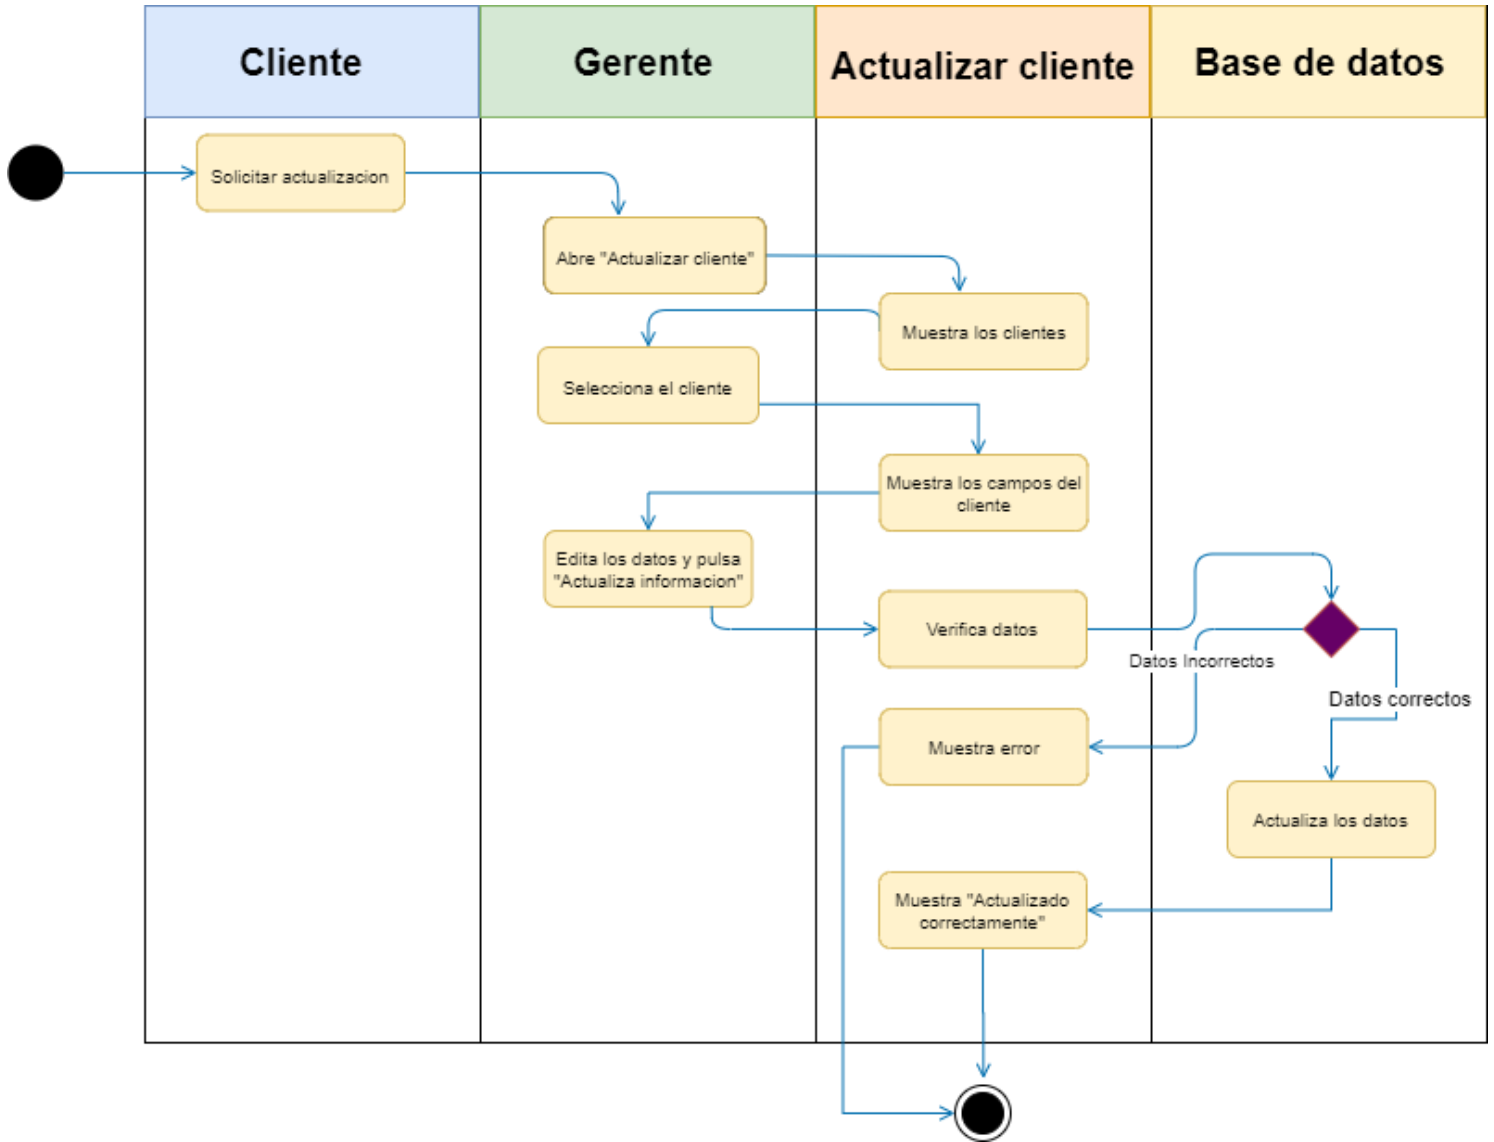 Cliente
Gerente
Actualizar cliente
Base de datos
Solicitar actualizacion
Abre "Actualizar cliente"
Muestra los clientes
Selecciona el cliente
Muestra los campos del
cliente
Edita los datos y pulsa
"Actualiza informacion"
Verifica datos
Datos Incorrectos
Datos correctos
Muestra error
Actualiza los datos
Muestra "Actualizado
correctamente"